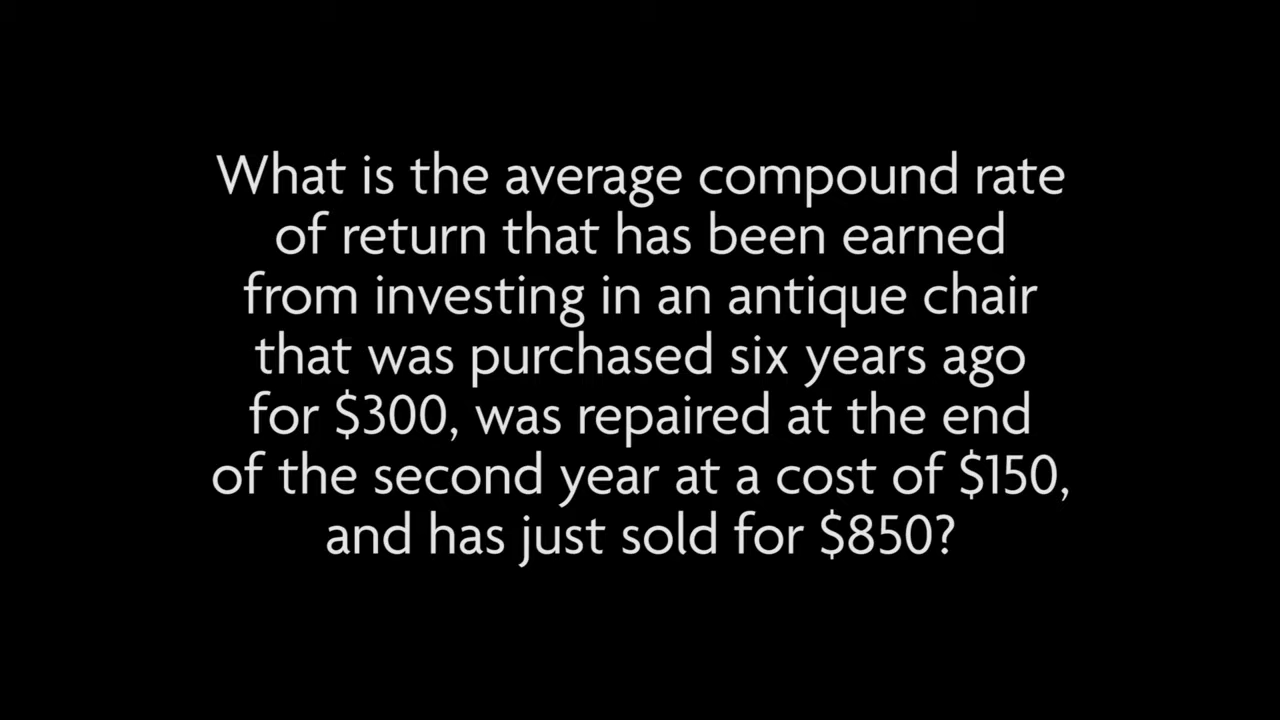 What is the average compound rate
of return that has been earned
from investing in an antique chair
that was purchased six years ago
for $300, was repaired at the end
of the second year at a cost of $150,
and has just sold for $850?